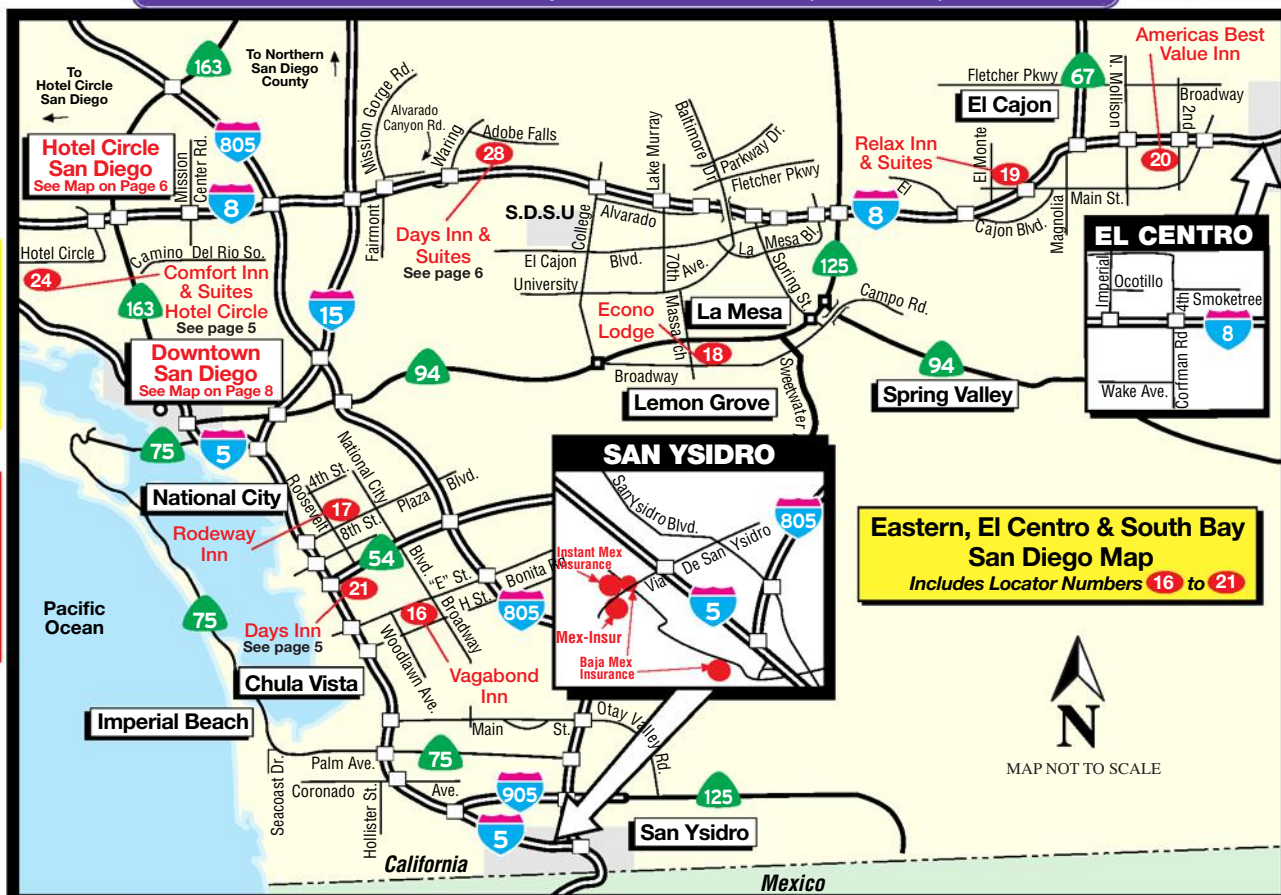 163
To
Hotel Circle
San Diego
To Northern
San Diego
County
Hotel Circle
San Diego
See Map on Page 6
805
Mission
Center Rd.
8
Mission Gorge Rd.
Alvarado
Canyon Rd.
Waring
Adobe Falls
28
Fairmont
Days Inn &
Suites
See page 6
S.D.S.U
College
Alvarado
Lake Murray
Baltimore Dr.
Parkway Dr.
Fletcher Pkwy
El Cajon
Blvd.
University
Ave.
70th
La Mesa Bl.
Spring St.
Massach
La Mesa
Econo
Lodge
18
Broadway
Lemon Grove
Sweetwater
Campo Rd.
125
94
Spring Valley
8
El
Cajon Blvd.
Relax Inn
& Suites
19
El Monte
Fletcher Pkwy
67
El Cajon
N. Mollison
Americas Best
Value Inn
Broadway
2nd
20
Magnolia
Main St.
EL CENTRO
Imperial
Ocotillo
4th
Smoketree
8
Corfman Rd
Wake Ave.
Hotel Circle
24
Camino Del Rio So.
163
Comfort Inn
& Suites
Hotel Circle
See page 5
15
Downtown
San Diego
See Map on Page 8
94
75
5
National City
Rodeway
Inn
17
Roosevelt
4th St.
8th St.
National City
Blvd.
Plaza Blvd.
54
21
Days Inn
See page 5
"E" St.
Bonita Rd.
H St.
16
Broadway
Woodlawn Ave.
805
Vagabond
Inn
Chula Vista
Pacific
Ocean
75
Imperial Beach
SAN YSIDRO
SanYsidro Blvd.
805
Instant Mex
Insurance
Via De San Ysidro
5
Mex-Insur
Baja Mex
Insurance
Eastern, El Centro & South Bay
San Diego Map
Includes Locator Numbers 16 to 21
N
MAP NOT TO SCALE
Main St.
Otay Valley Rd.
Palm Ave.
75
Seacoast Dr.
Coronado Ave.
Hollister St.
905
125
5
San Ysidro
California
Mexico